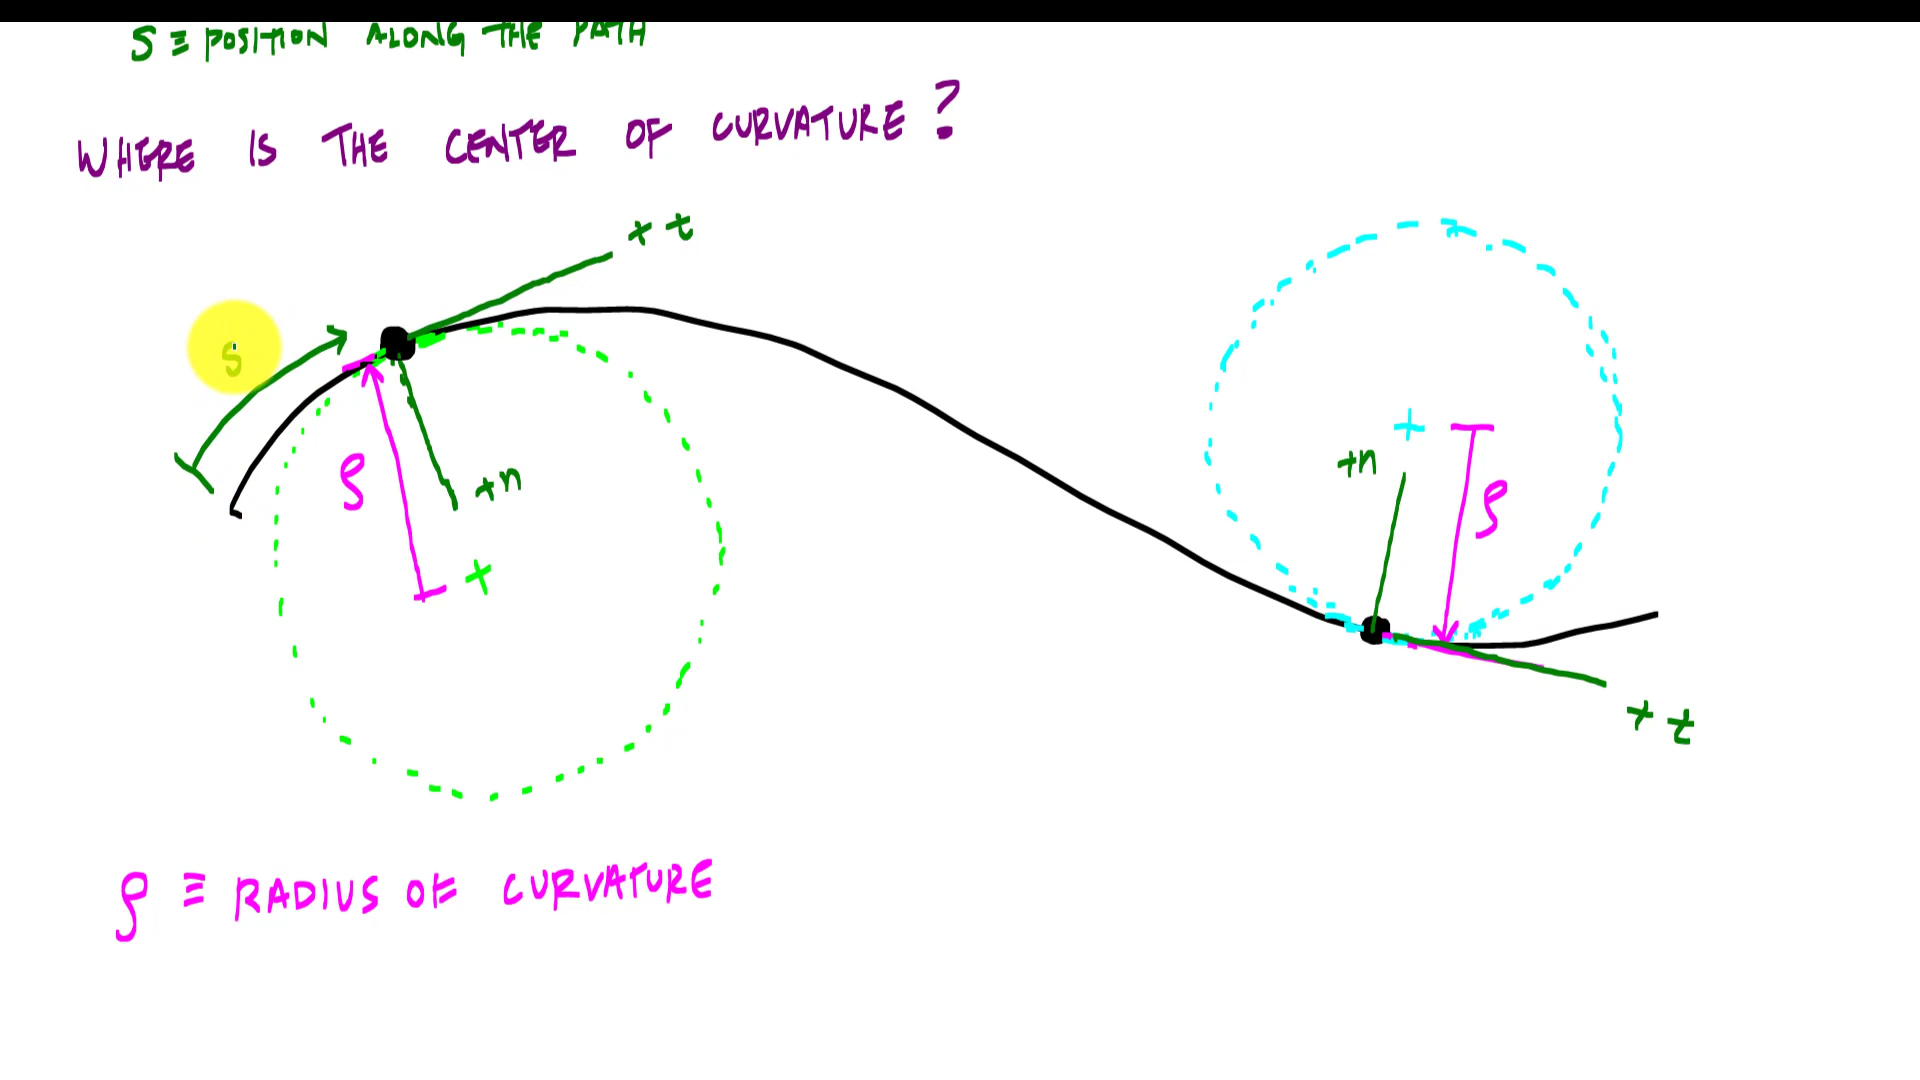 S ≡ POSITION ALONG THE PATH
WHERE IS THE CENTER OF CURVATURE?
+t
S
ρ
+n
+n
ρ
+t
ρ ≡ RADIUS OF CURVATURE